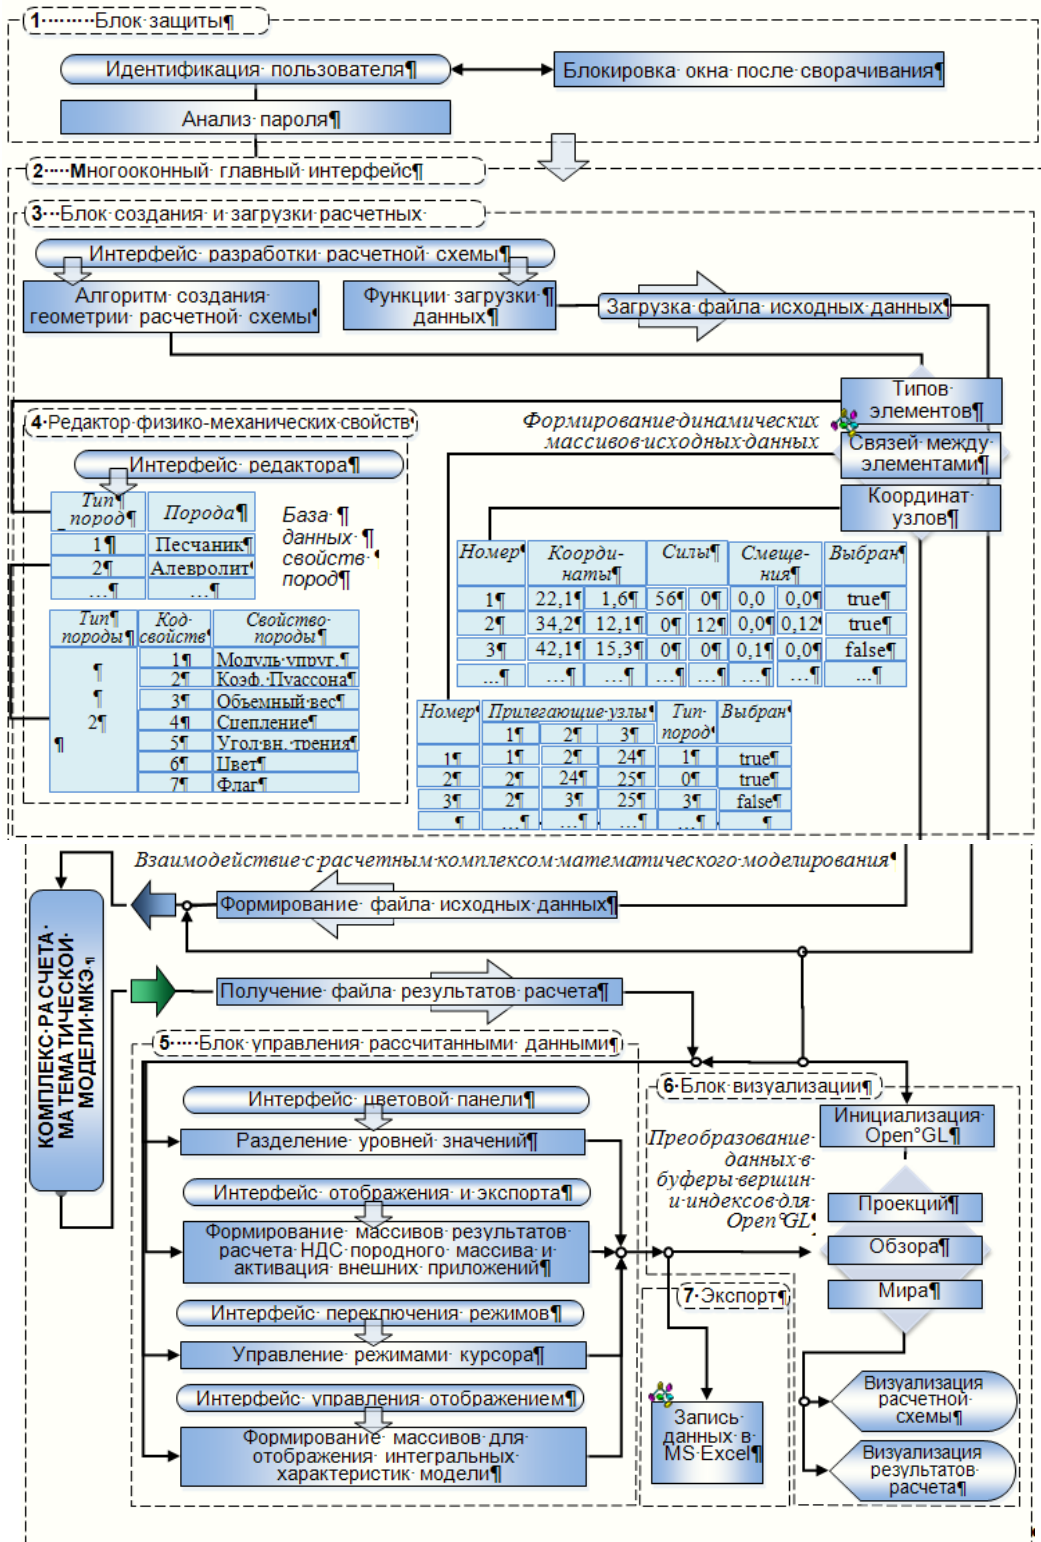 1 Блок защиты
Идентификация пользователя
Блокировка окна после сворачивания
Анализ пароля
2 Многооконный главный интерфейс
3 Блок создания и загрузки расчетных
Интерфейс разработки расчетной схемы
Алгоритм создания
геометрии расчетной схемы
Функции загрузки
данных
Загрузка файла исходных данных
Типов
элементов
Связей между
элементами
Координат
узлов
Формирование динамических
массивов исходных данных
4 Редактор физико-механических свойств
Интерфейс редактора
Тип
пород
Порода
1 Песчаник
2 Алевролит
... ...
База
данных
свойств
пород
Тип
породы
Код
свойств
Свойство
породы
2
1 Модуль упруг.
2 Коэф. Пуассона
3 Объемный вес
4 Сцепление
5 Угол вн. трения
6 Цвет
7 Флаг
Номер Коорди-
наты
Силы Смеще-
ния
Выбран
1 22,1 1,6 56 0 0,0 0,0 true
2 34,2 12,1 0 12 0,0 0,12 true
3 42,1 15,3 0 0 0,1 0,0 false
... ... ... ... ... ... ... ...
Номер Прилегающие узлы Тип
пород
Выбран
1 2 3
1 1 2 24 1 true
2 2 24 25 0 true
3 2 3 25 3 false
... ... ... ...
Взаимодействие с расчетным комплексом математического моделирования
Формирование файла исходных данных
КОМПЛЕКС РАСЧЕТА
МАТЕМАТИЧЕСКОЙ
МОДЕЛИ МКЭ
Получение файла результатов расчета
5 Блок управления рассчитанными данными
Интерфейс цветовой панели
Разделение уровней значений
Интерфейс отображения и экспорта
Формирование массивов результатов
расчета НДС породного массива и
активация внешних приложений
Интерфейс переключения режимов
Управление режимами курсора
Интерфейс управления отображением
Формирование массивов для
отображения интегральных
характеристик модели
6 Блок визуализации
Инициализация
Open°GL
Преобразование
данных в
буферы вершин
и индексов для
Open°GL
Проекций
Обзора
Мира
7 Экспорт
Запись
данных в
MS Excel
Визуализация
расчетной
схемы
Визуализация
результатов
расчета